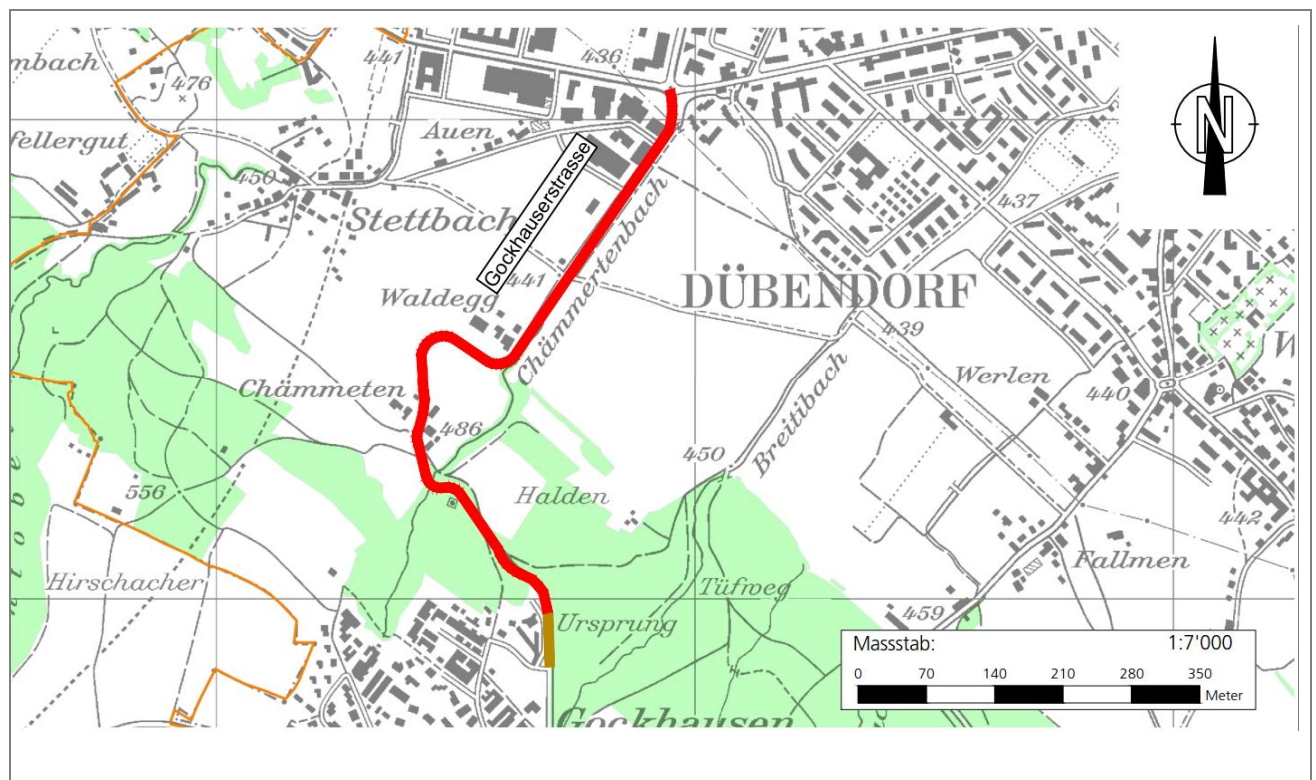 441
436
mbach
476
fellergut
Auen
450
Gockhauserstrasse
437
Stettbach
441
Waldegg
Chämmertenbach
DÜBENDORF
439
Chämmeten
Werlen
440
W
486
Breitibach
450
556
Halden
442
Fallmen
Hirschacher
Tüfweg
459
Ursprung
Gockhausen
N
Massstab: 1:7'000
0 70 140 210 280 350
Meter